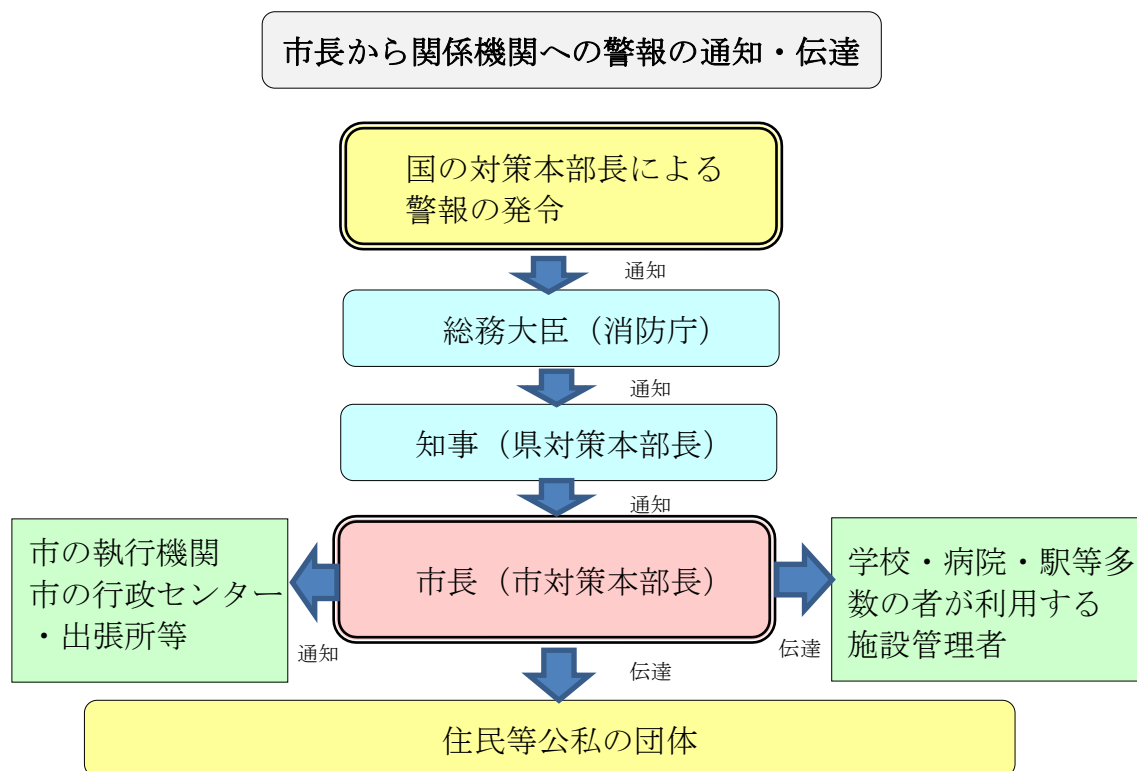 市長から関係機関への警報の通知・伝達
国の対策本部長による
警報の発令
通知
総務大臣（消防庁）
通知
知事（県対策本部長）
通知
市の執行機関
市の行政センター
・出張所等
通知
市長（市対策本部長）
学校・病院・駅等多
数の者が利用する
施設管理者
伝達
伝達
住民等公私の団体